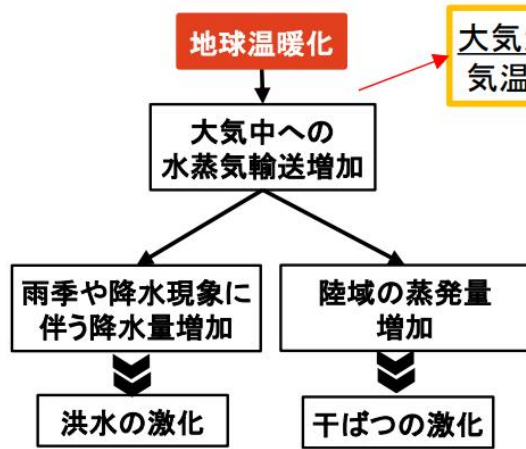 地球温暖化
大気
気温
大気中への
水蒸気輸送増加
雨季や降水現象に
伴う降水量増加
陸域の蒸発量
増加
洪水の激化
干ばつの激化